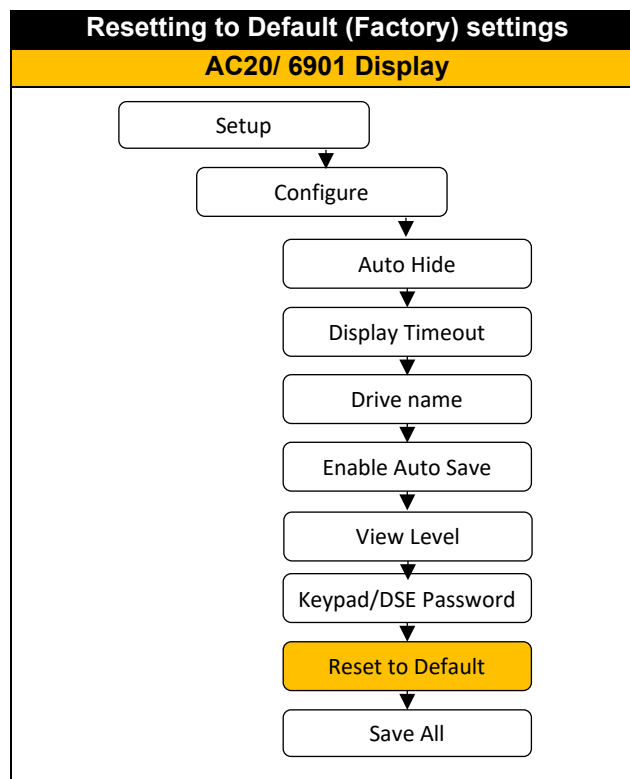 Resetting to Default (Factory) settings
AC20/ 6901 Display
Setup
Configure
Auto Hide
Display Timeout
Drive name
Enable Auto Save
View Level
Keypad/DSE Password
Reset to Default
Save All